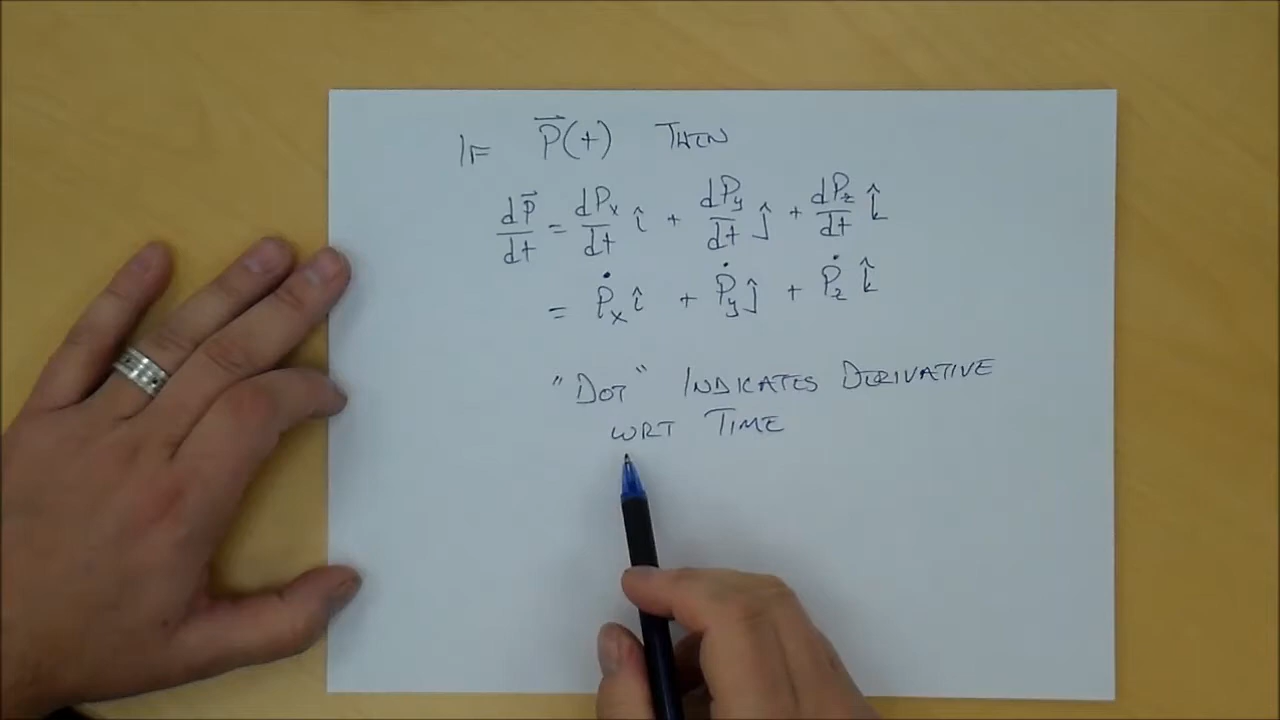 IF P⃗(t) THEN
dP⃗/dt = dPx/dt î + dPy/dt ĵ + dPz/dt k̂
= Ṗx î + Ṗy ĵ + Ṗz k̂
"DOT" INDICATES DERIVATIVE
WRT TIME